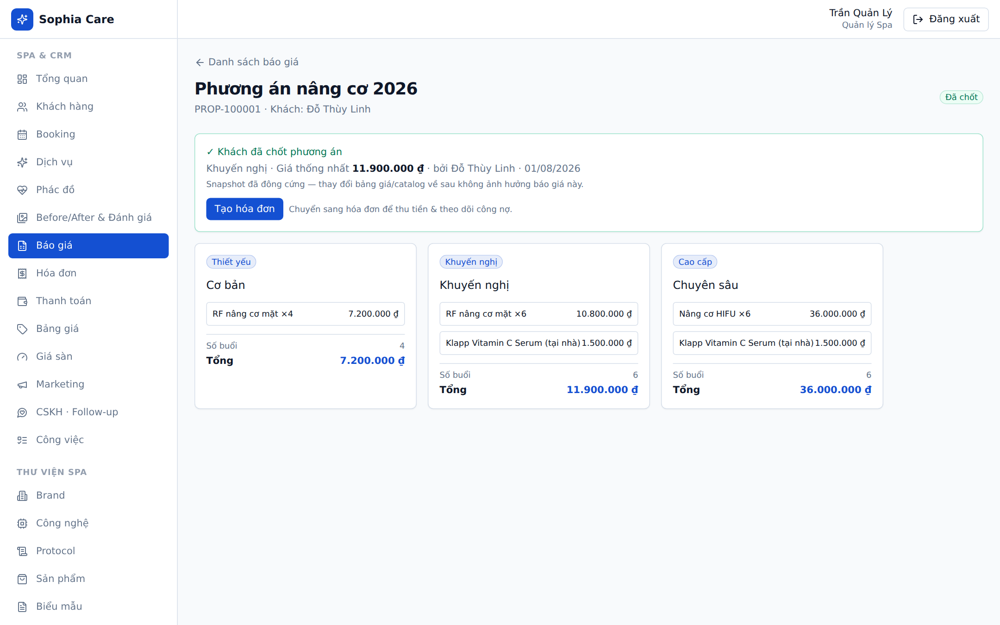 Sophia Care
Trần Quản Lý
Quản lý Spa
Đăng xuất
SPA & CRM
Tổng quan
Khách hàng
Booking
Dịch vụ
Phác đồ
Before/After & Đánh giá
Báo giá
Hóa đơn
Thanh toán
Bảng giá
Giá sàn
Marketing
CSKH · Follow-up
Công việc
THƯ VIỆN SPA
Brand
Công nghệ
Protocol
Sản phẩm
Biểu mẫu
Danh sách báo giá
Phương án nâng cơ 2026
PROP-100001 · Khách: Đỗ Thùy Linh
Đã chốt
✓ Khách đã chốt phương án
Khuyến nghị · Giá thống nhất 11.900.000 ₫ · bởi Đỗ Thùy Linh · 01/08/2026
Snapshot đã đông cứng — thay đổi bảng giá/catalog về sau không ảnh hưởng báo giá này.
Tạo hóa đơn Chuyển sang hóa đơn để thu tiền & theo dõi công nợ.
Thiết yếu
Cơ bản
RF nâng cơ mặt ×4 7.200.000 ₫
Số buổi 4
Tổng 7.200.000 ₫
Khuyến nghị
Khuyến nghị
RF nâng cơ mặt ×6 10.800.000 ₫
Klapp Vitamin C Serum (tại nhà) 1.500.000 ₫
Số buổi 6
Tổng 11.900.000 ₫
Cao cấp
Chuyên sâu
Nâng cơ HIFU ×6 36.000.000 ₫
Klapp Vitamin C Serum (tại nhà) 1.500.000 ₫
Số buổi 6
Tổng 36.000.000 ₫